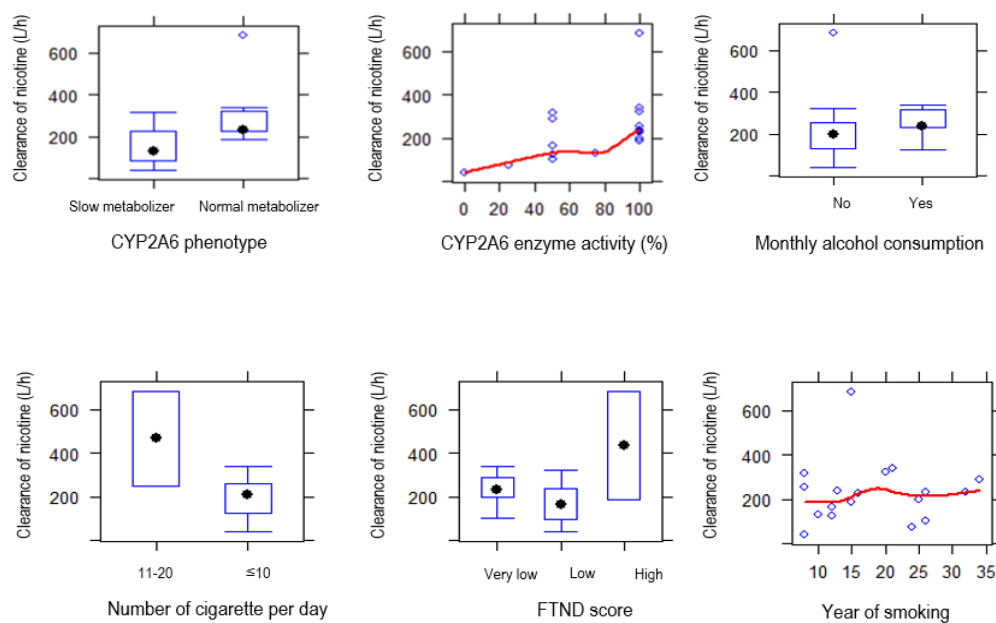 Clearance of nicotine (L/h)
600
400
200
Slow metabolizer Normal metabolizer
CYP2A6 phenotype
Clearance of nicotine (L/h)
600
400
200
0 20 40 60 80 100
CYP2A6 enzyme activity (%)
Clearance of nicotine (L/h)
600
400
200
No Yes
Monthly alcohol consumption
Clearance of nicotine (L/h)
600
400
200
11-20 ≤10
Number of cigarette per day
Clearance of nicotine (L/h)
600
400
200
Very low Low High
FTND score
Clearance of nicotine (L/h)
600
400
200
0
10 15 20 25 30 35
Year of smoking